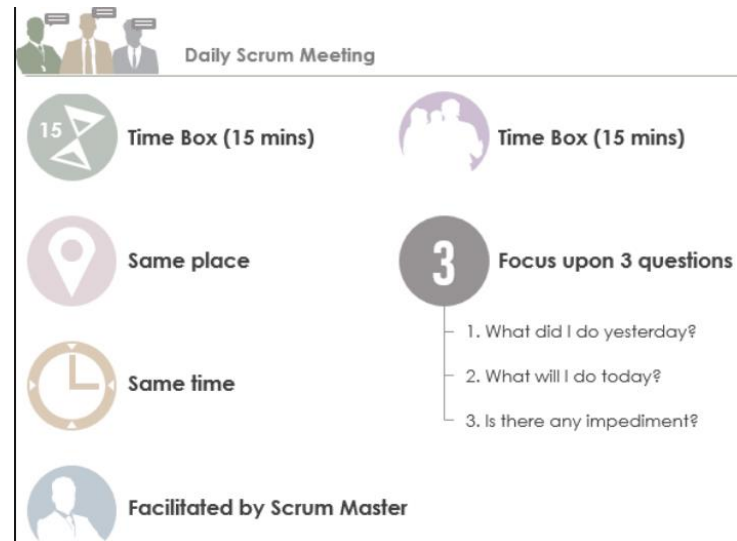 Daily Scrum Meeting
15
Time Box (15 mins)
Same place
Same time
Facilitated by Scrum Master
Time Box (15 mins)
3
Focus upon 3 questions
1. What did I do yesterday?
2. What will I do today?
3. Is there any impediment?